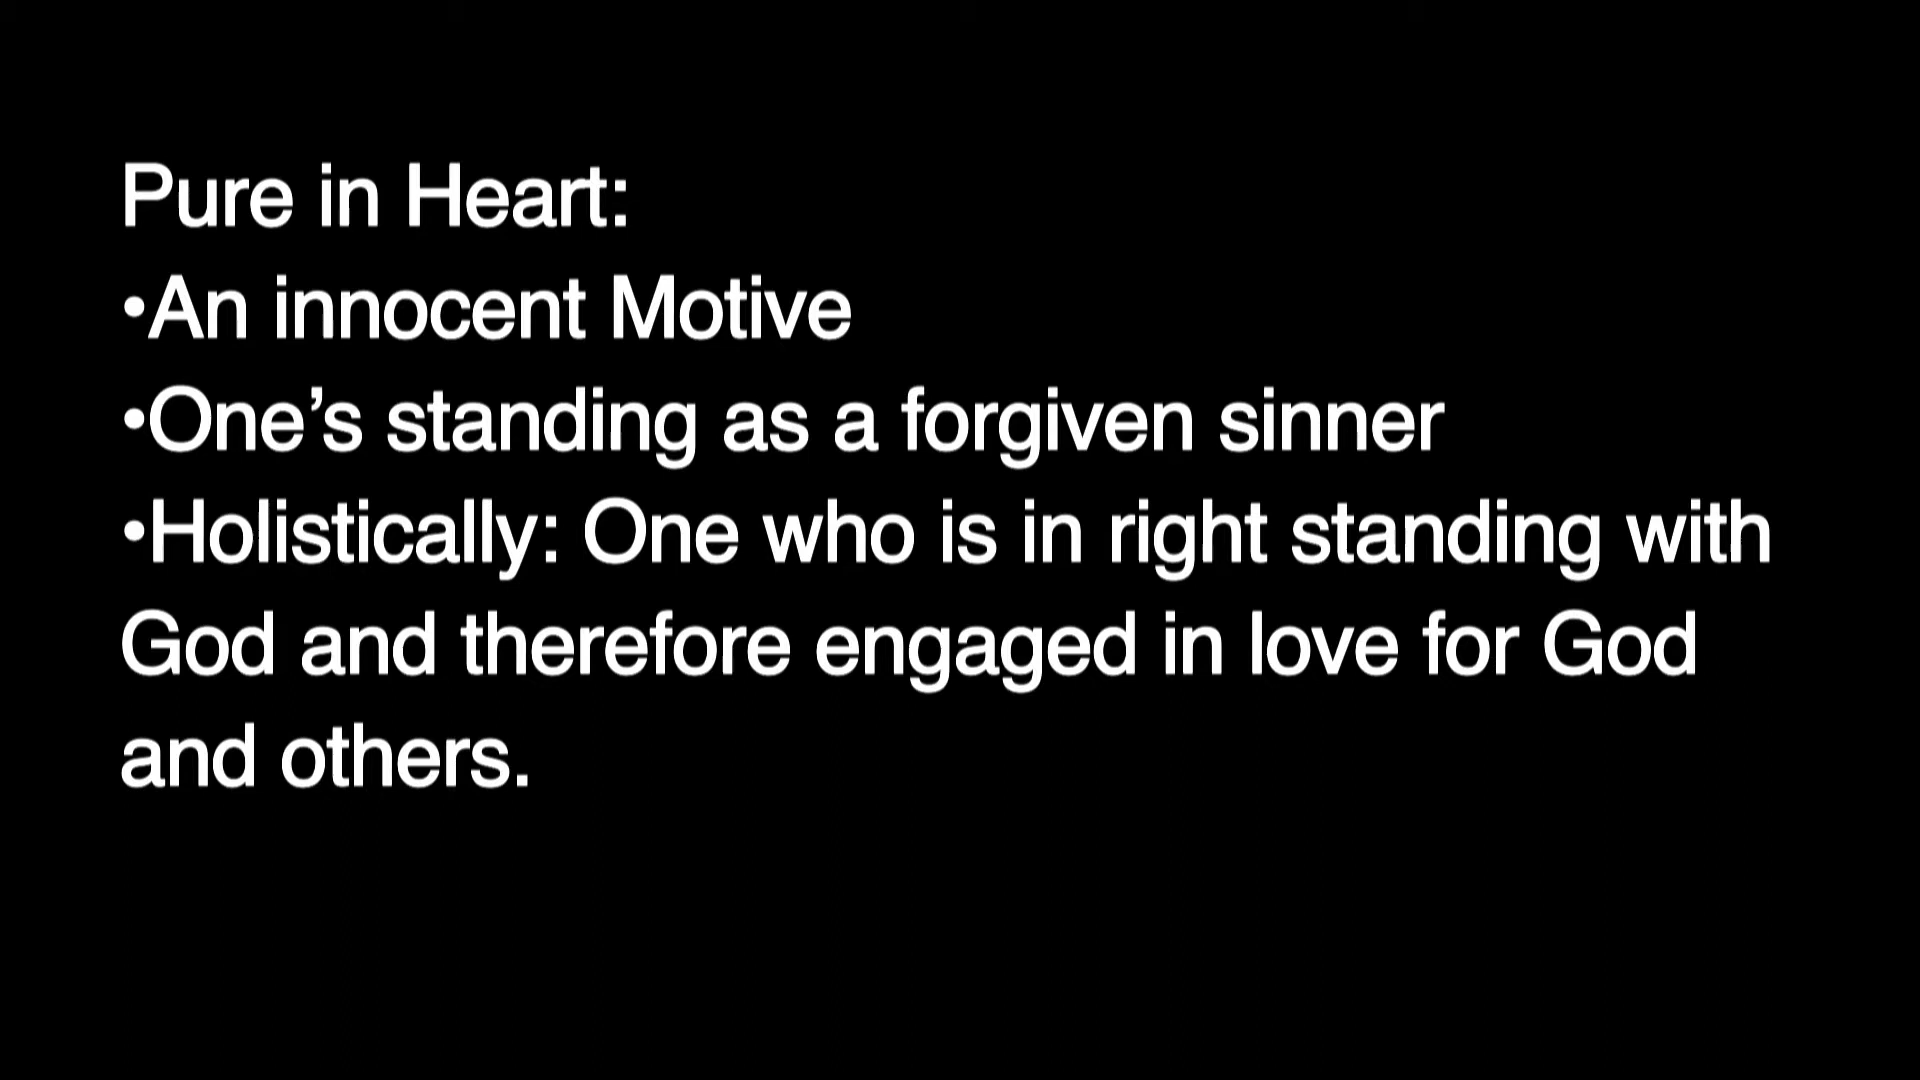 Pure in Heart:
•An innocent Motive
•One’s standing as a forgiven sinner
•Holistically: One who is in right standing with
God and therefore engaged in love for God
and others.